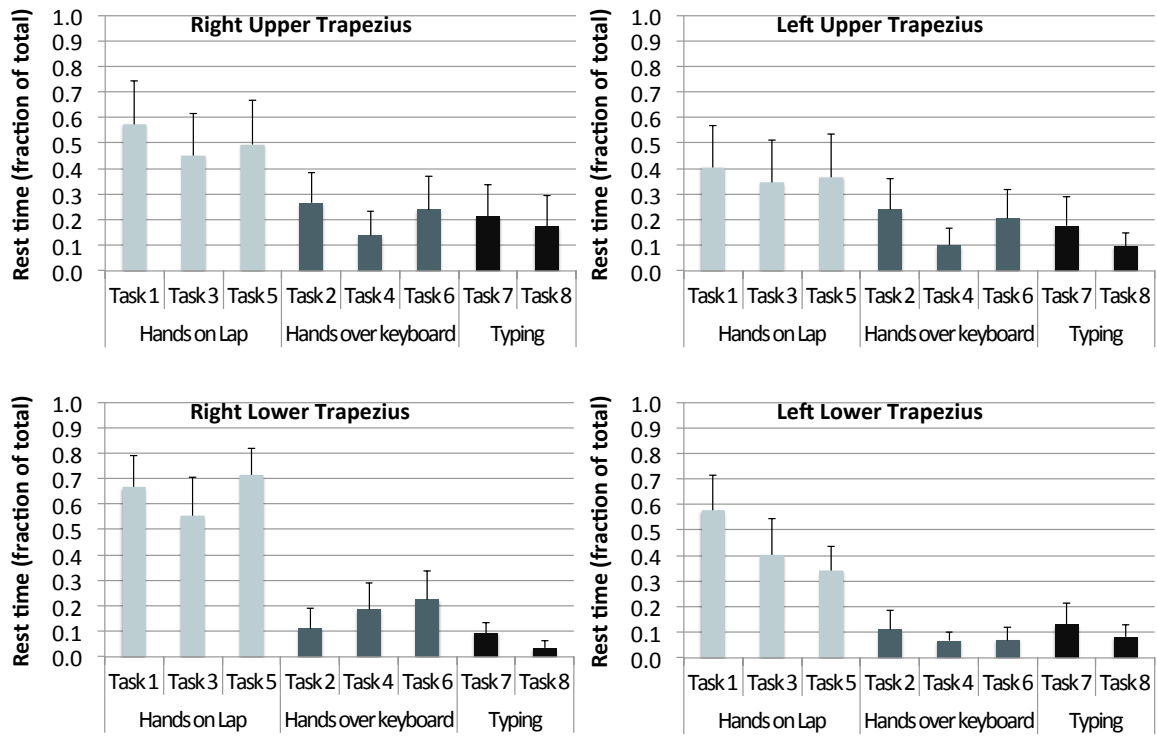 Right Upper Trapezius
Rest time (fraction of total)
1.0
0.9
0.8
0.7
0.6
0.5
0.4
0.3
0.2
0.1
0.0
Task 1 Task 3 Task 5 Task 2 Task 4 Task 6 Task 7 Task 8
Hands on Lap Hands over keyboard Typing
Left Upper Trapezius
Rest time (fraction of total)
1.0
0.9
0.8
0.7
0.6
0.5
0.4
0.3
0.2
0.1
0.0
Task 1 Task 3 Task 5 Task 2 Task 4 Task 6 Task 7 Task 8
Hands on Lap Hands over keyboard Typing
Right Lower Trapezius
Rest time (fraction of total)
1.0
0.9
0.8
0.7
0.6
0.5
0.4
0.3
0.2
0.1
0.0
Task 1 Task 3 Task 5 Task 2 Task 4 Task 6 Task 7 Task 8
Hands on Lap Hands over keyboard Typing
Left Lower Trapezius
Rest time (fraction of total)
1.0
0.9
0.8
0.7
0.6
0.5
0.4
0.3
0.2
0.1
0.0
Task 1 Task 3 Task 5 Task 2 Task 4 Task 6 Task 7 Task 8
Hands on Lap Hands over keyboard Typing